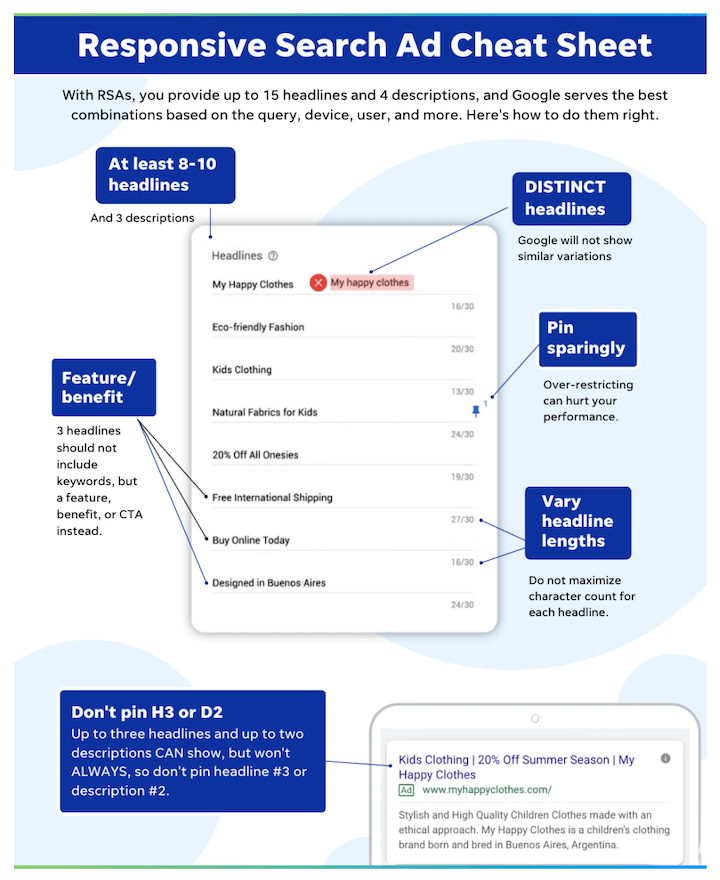 Responsive Search Ad Cheat Sheet
With RSAs, you provide up to 15 headlines and 4 descriptions, and Google serves the best
combinations based on the query, device, user, and more. Here's how to do them right.
At least 8-10
headlines
And 3 descriptions
DISTINCT
headlines
Google will not show
similar variations
Headlines
My Happy Clothes
My happy clothes
16/30
Eco-friendly Fashion
20/30
Kids Clothing
13/30
Pin
sparingly
Over-restricting
can hurt your
performance.
Natural Fabrics for Kids
1
24/30
Feature/
benefit
3 headlines
should not
include
keywords, but
a feature,
benefit, or CTA
instead.
20% Off All Onesies
19/30
Free International Shipping
27/30
Buy Online Today
16/30
Designed in Buenos Aires
24/30
Vary
headline
lengths
Do not maximize
character count for
each headline.
Don't pin H3 or D2
Up to three headlines and up to two
descriptions CAN show, but won't
ALWAYS, so don't pin headline #3 or
description #2.
Kids Clothing | 20% Off Summer Season | My
Happy Clothes
Ad www.myhappyclothes.com/
Stylish and High Quality Children Clothes made with an
ethical approach. My Happy Clothes is a children's clothing
brand born and bred in Buenos Aires, Argentina.